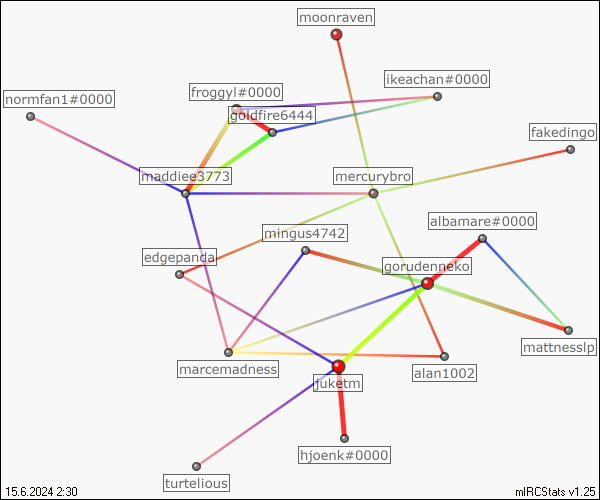 moonraven
ikeachan#0000
froggyl#0000
normfan1#0000
goldfire6444
fakedingo
maddiee3773
mercurybro
albamare#0000
mingus4742
edgepanda
gorudenneko
mattnesslp
marcemadness
alan1002
juketm
hjoenk#0000
turtelious
15.6.2024 2:30
mIRCStats v1.25